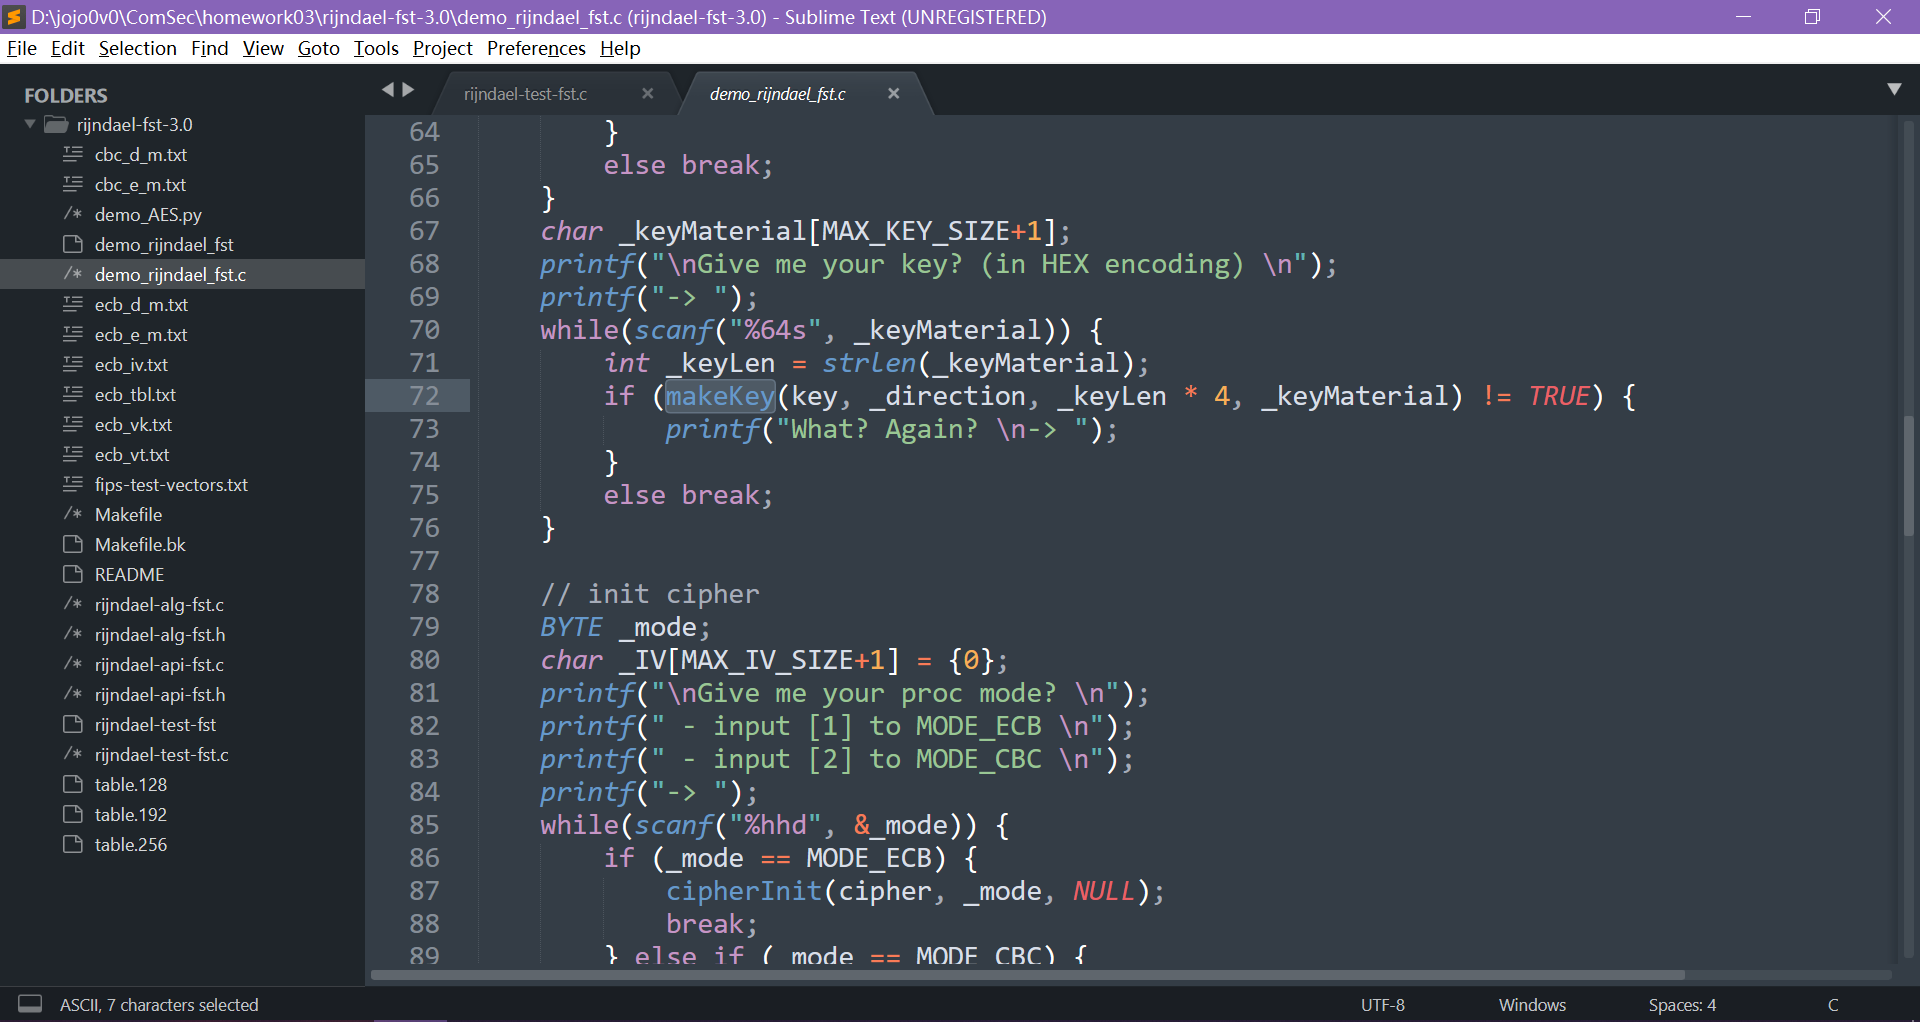 D:\jojo0v0\ComSec\homework03\rijndael-fst-3.0\demo_rijndael_fst.c (rijndael-fst-3.0) - Sublime Text (UNREGISTERED)
File Edit Selection Find View Goto Tools Project Preferences Help
FOLDERS
rijndael-fst-3.0
cbc_d_m.txt
cbc_e_m.txt
/* demo_AES.py
demo_rijndael_fst
/* demo_rijndael_fst.c
ecb_d_m.txt
ecb_e_m.txt
ecb_iv.txt
ecb_tbl.txt
ecb_vk.txt
ecb_vt.txt
fips-test-vectors.txt
/* Makefile
Makefile.bk
README
/* rijndael-alg-fst.c
/* rijndael-alg-fst.h
/* rijndael-api-fst.c
/* rijndael-api-fst.h
rijndael-test-fst
/* rijndael-test-fst.c
table.128
table.192
table.256
rijndael-test-fst.c
demo_rijndael_fst.c
64 }
65 else break;
66 }
67 char _keyMaterial[MAX_KEY_SIZE+1];
68 printf("\nGive me your key? (in HEX encoding) \n");
69 printf("-> ");
70 while(scanf("%64s", _keyMaterial)) {
71 int _keyLen = strlen(_keyMaterial);
72 if (makeKey(key, _direction, _keyLen * 4, _keyMaterial) != TRUE) {
73 printf("What? Again? \n-> ");
74 }
75 else break;
76 }
77
78 // init cipher
79 BYTE _mode;
80 char _IV[MAX_IV_SIZE+1] = {0};
81 printf("\nGive me your proc mode? \n");
82 printf(" - input [1] to MODE_ECB \n");
83 printf(" - input [2] to MODE_CBC \n");
84 printf("-> ");
85 while(scanf("%hhd", &_mode)) {
86 if (_mode == MODE_ECB) {
87 cipherInit(cipher, _mode, NULL);
88 break;
89 } else if (_mode == MODE_CBC) {
ASCII, 7 characters selected
UTF-8
Windows
Spaces: 4
C